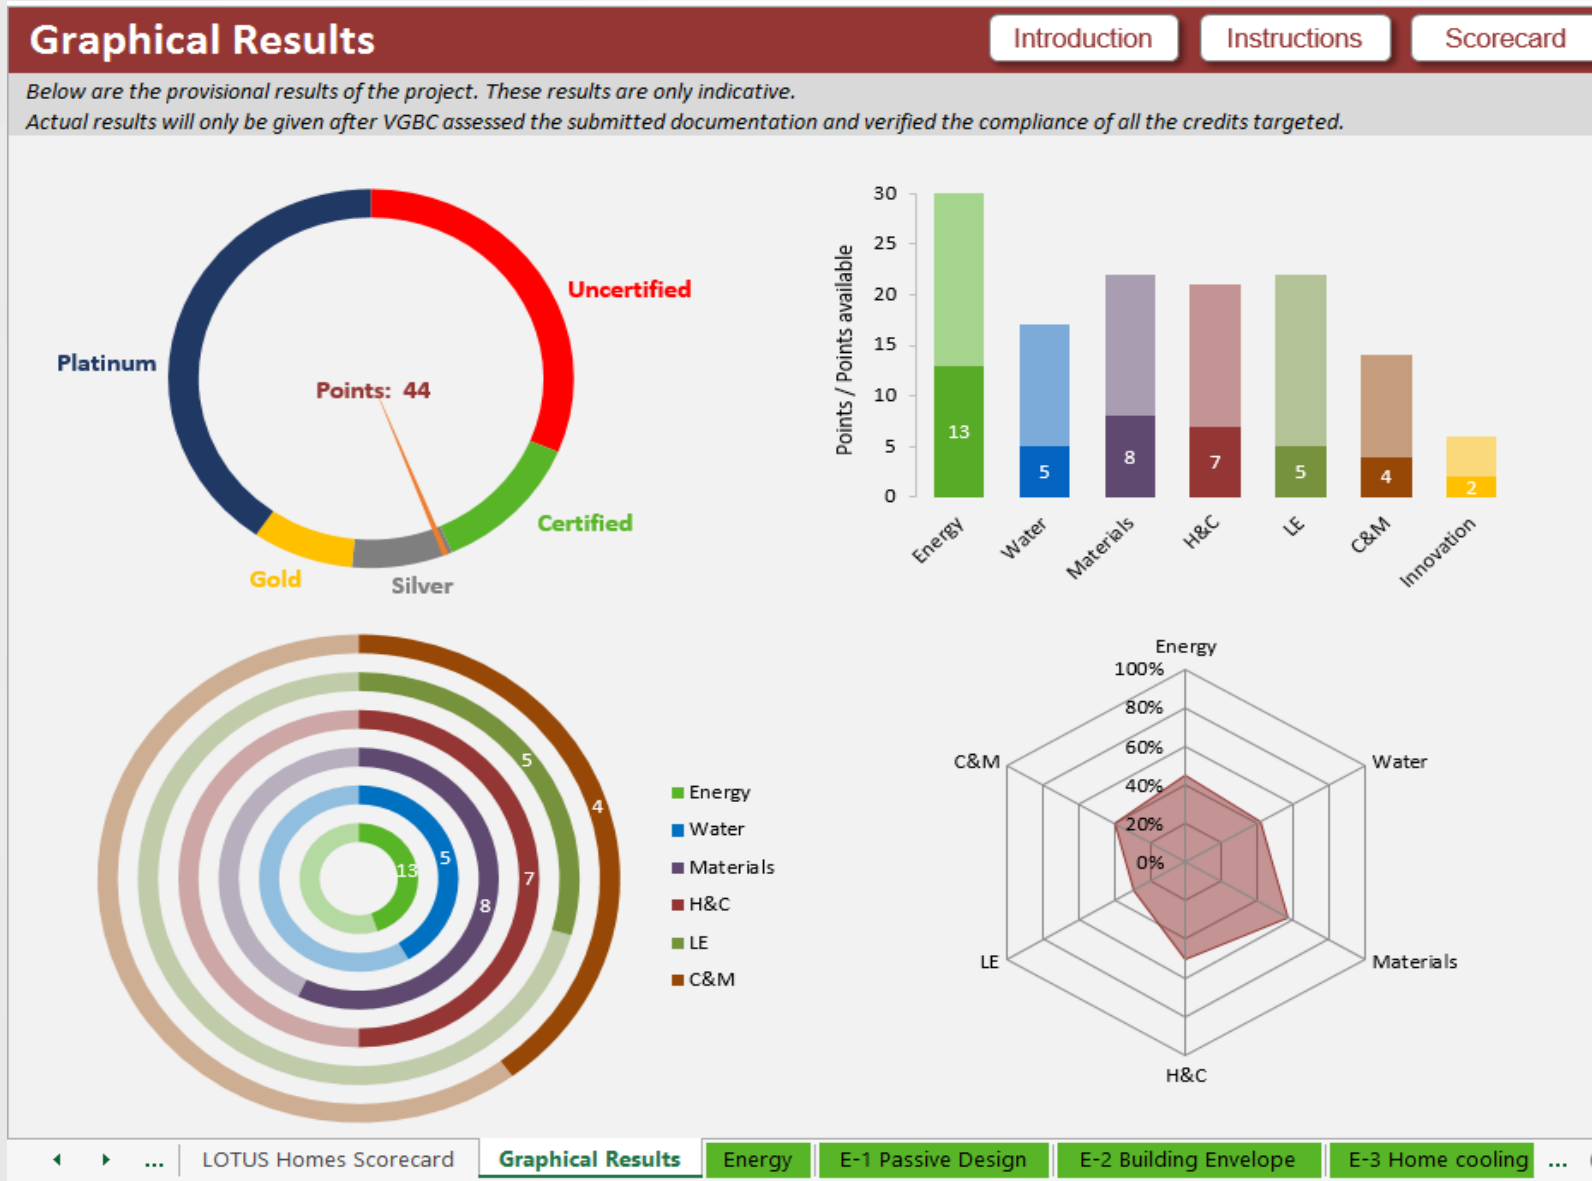 Graphical Results
Introduction
Instructions
Scorecard
Below are the provisional results of the project. These results are only indicative.
Actual results will only be given after VGBC assessed the submitted documentation and verified the compliance of all the credits targeted.
Uncertified
Platinum
Points: 44
Certified
Gold
Silver
Points / Points available
30
25
20
15
10
5
0
13
5
8
7
5
4
2
Energy
Water
Materials
H&C
LE
C&M
Innovation
5
4
13
5
7
8
Energy
Water
Materials
H&C
LE
C&M
Energy
100%
80%
60%
40%
20%
0%
C&M
Water
LE
Materials
H&C
... LOTUS Homes Scorecard Graphical Results Energy E-1 Passive Design E-2 Building Envelope E-3 Home cooling ...